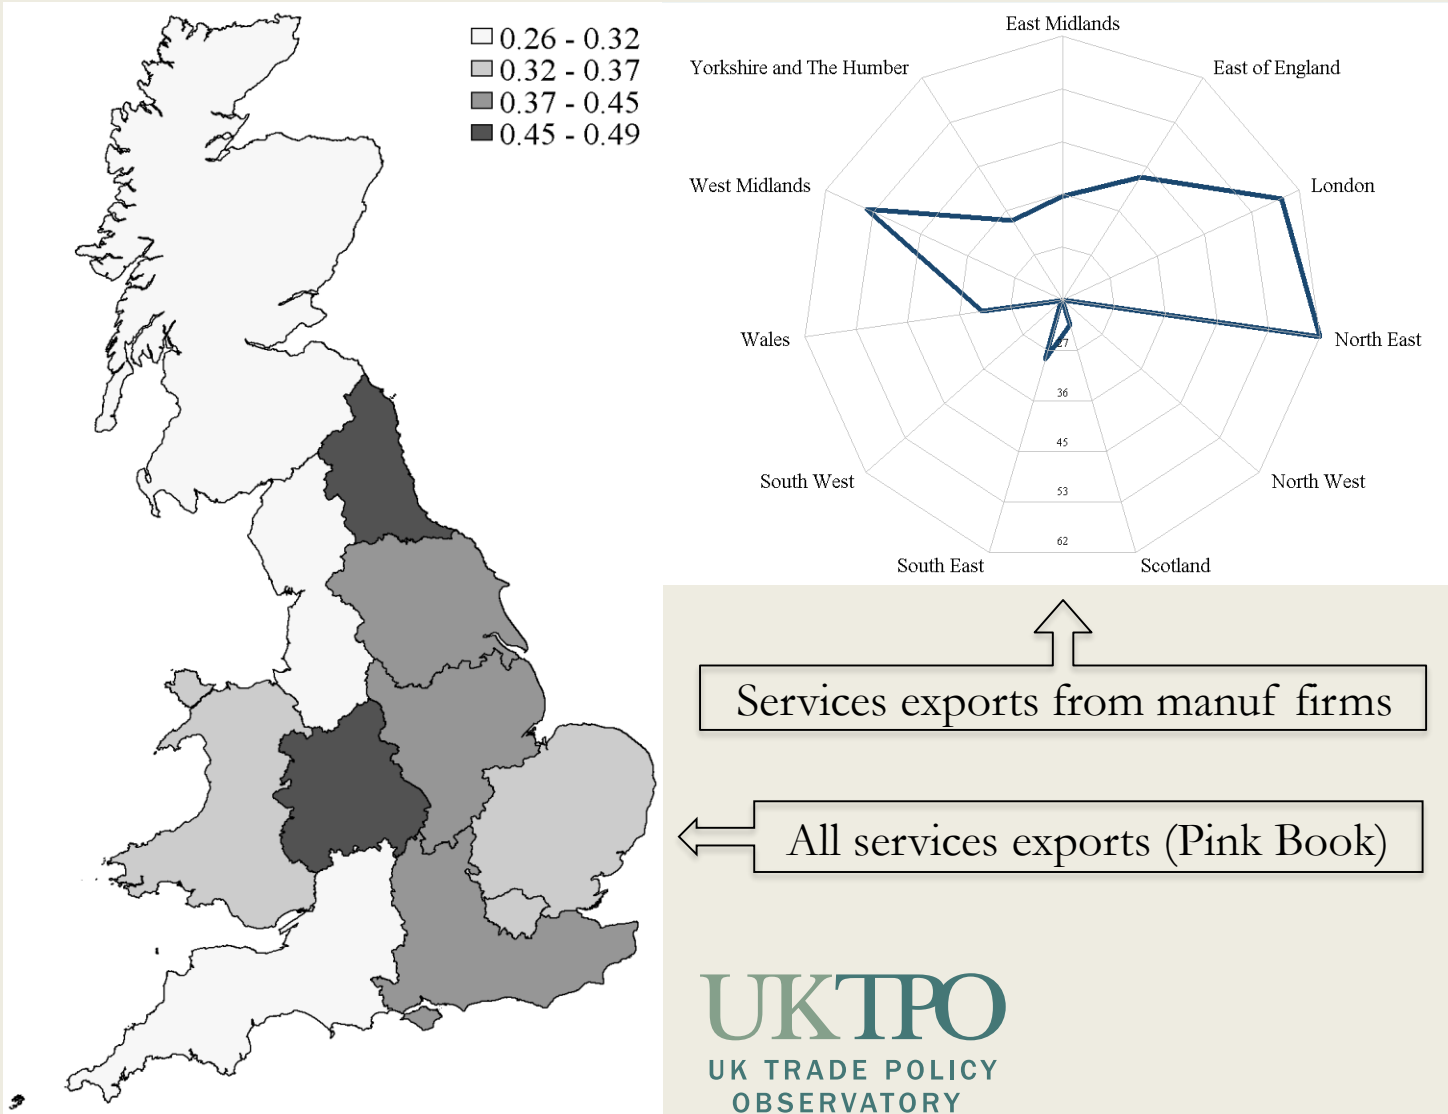 0.26 - 0.32
0.32 - 0.37
0.37 - 0.45
0.45 - 0.49
East Midlands
Yorkshire and The Humber
East of England
West Midlands
London
Wales
North East
27
36
45
53
62
South West
North West
South East
Scotland
Services exports from manuf firms
All services exports (Pink Book)
UKTPO
UK TRADE POLICY
OBSERVATORY